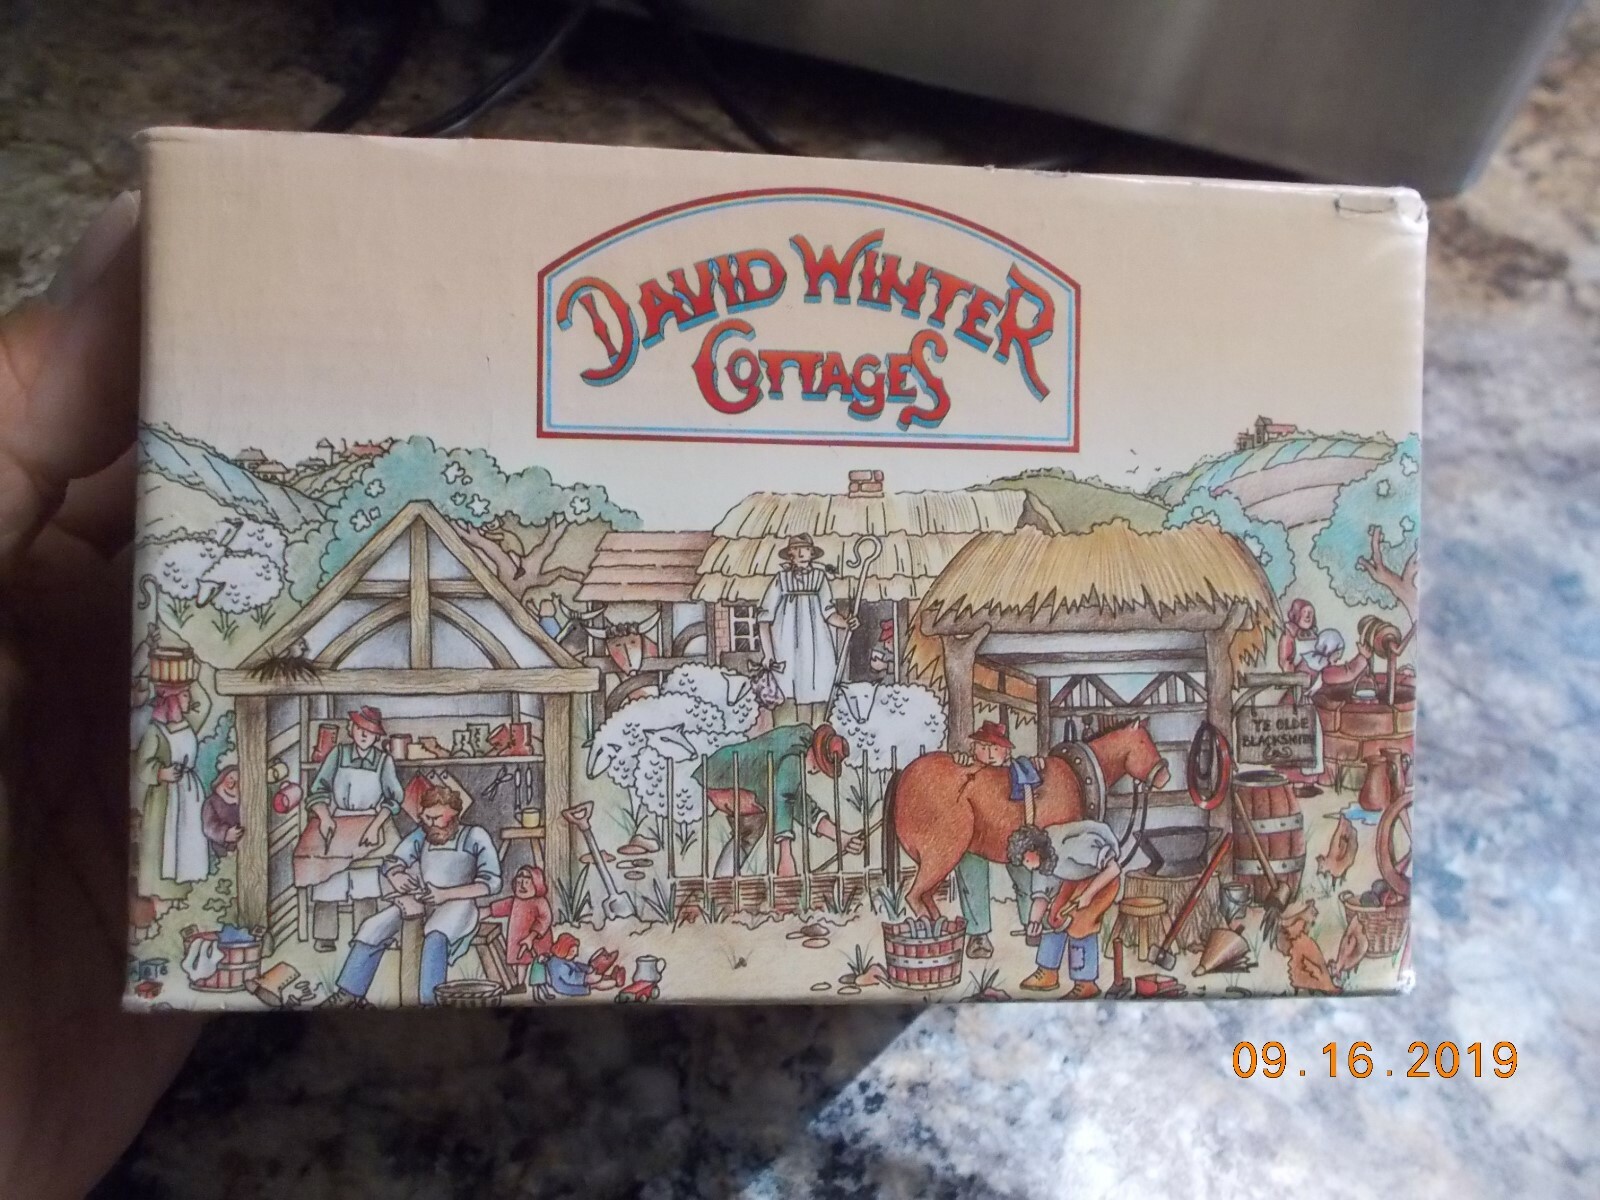 DAVID WINTER
COTTAGES
YE OLDE
BLACKSMITH
09.16.2019